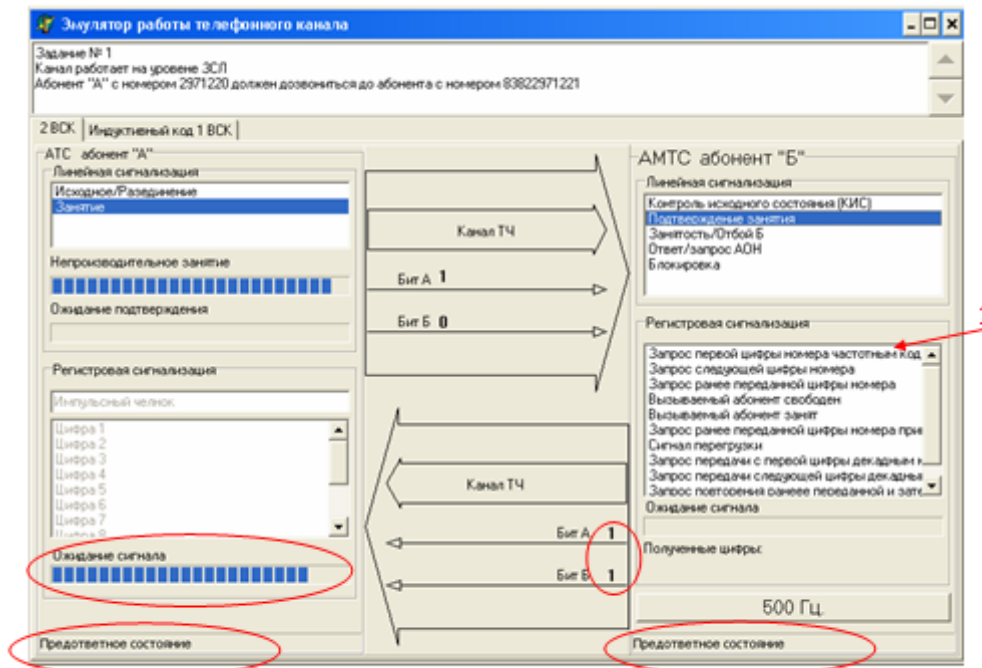 Эмулятор работы телефонного канала
Задание № 1
Канал работает на уровене ЗСЛ
Абонент "А" с номером 2971220 должен дозвониться до абонента с номером 83822971221
2 ВСК
Индуктивный код 1 ВСК
АТС абонент "А"
Линейная сигнализация
Исходное/Разединение
Занятие
Непроизводительное занятие
Ожидание подтверждения
Регистровая сигнализация
Импульсный челнок
Цифра 1
Цифра 2
Цифра 3
Цифра 4
Цифра 5
Цифра 6
Цифра 7
Цифра 8
Ожидание сигнала
Предответное состояние
Канал ТЧ
Бит А 1
Бит Б 0
Канал ТЧ
Бит А 1
Бит Б 1
АМТС абонент "Б"
Линейная сигнализация
Контроль исходного состояния (КИС)
Подтверждение занятия
Занятость/Отбой Б
Ответ/запрос АОН
Блокировка
Регистровая сигнализация
Запрос первой цифры номера частотным код
Запрос следующей цифры номера
Запрос ранее переданной цифры номера
Вызываемый абонент свободен
Вызываемый абонент занят
Запрос ранее переданной цифры номера при
Сигнал перегрузки
Запрос передачи с первой цифры декадным
Запрос передачи следующей цифры декадны
Запрос повторения ранеее переданной и зате
Ожидание сигнала
Полученные цифры:
500 Гц.
Предответное состояние